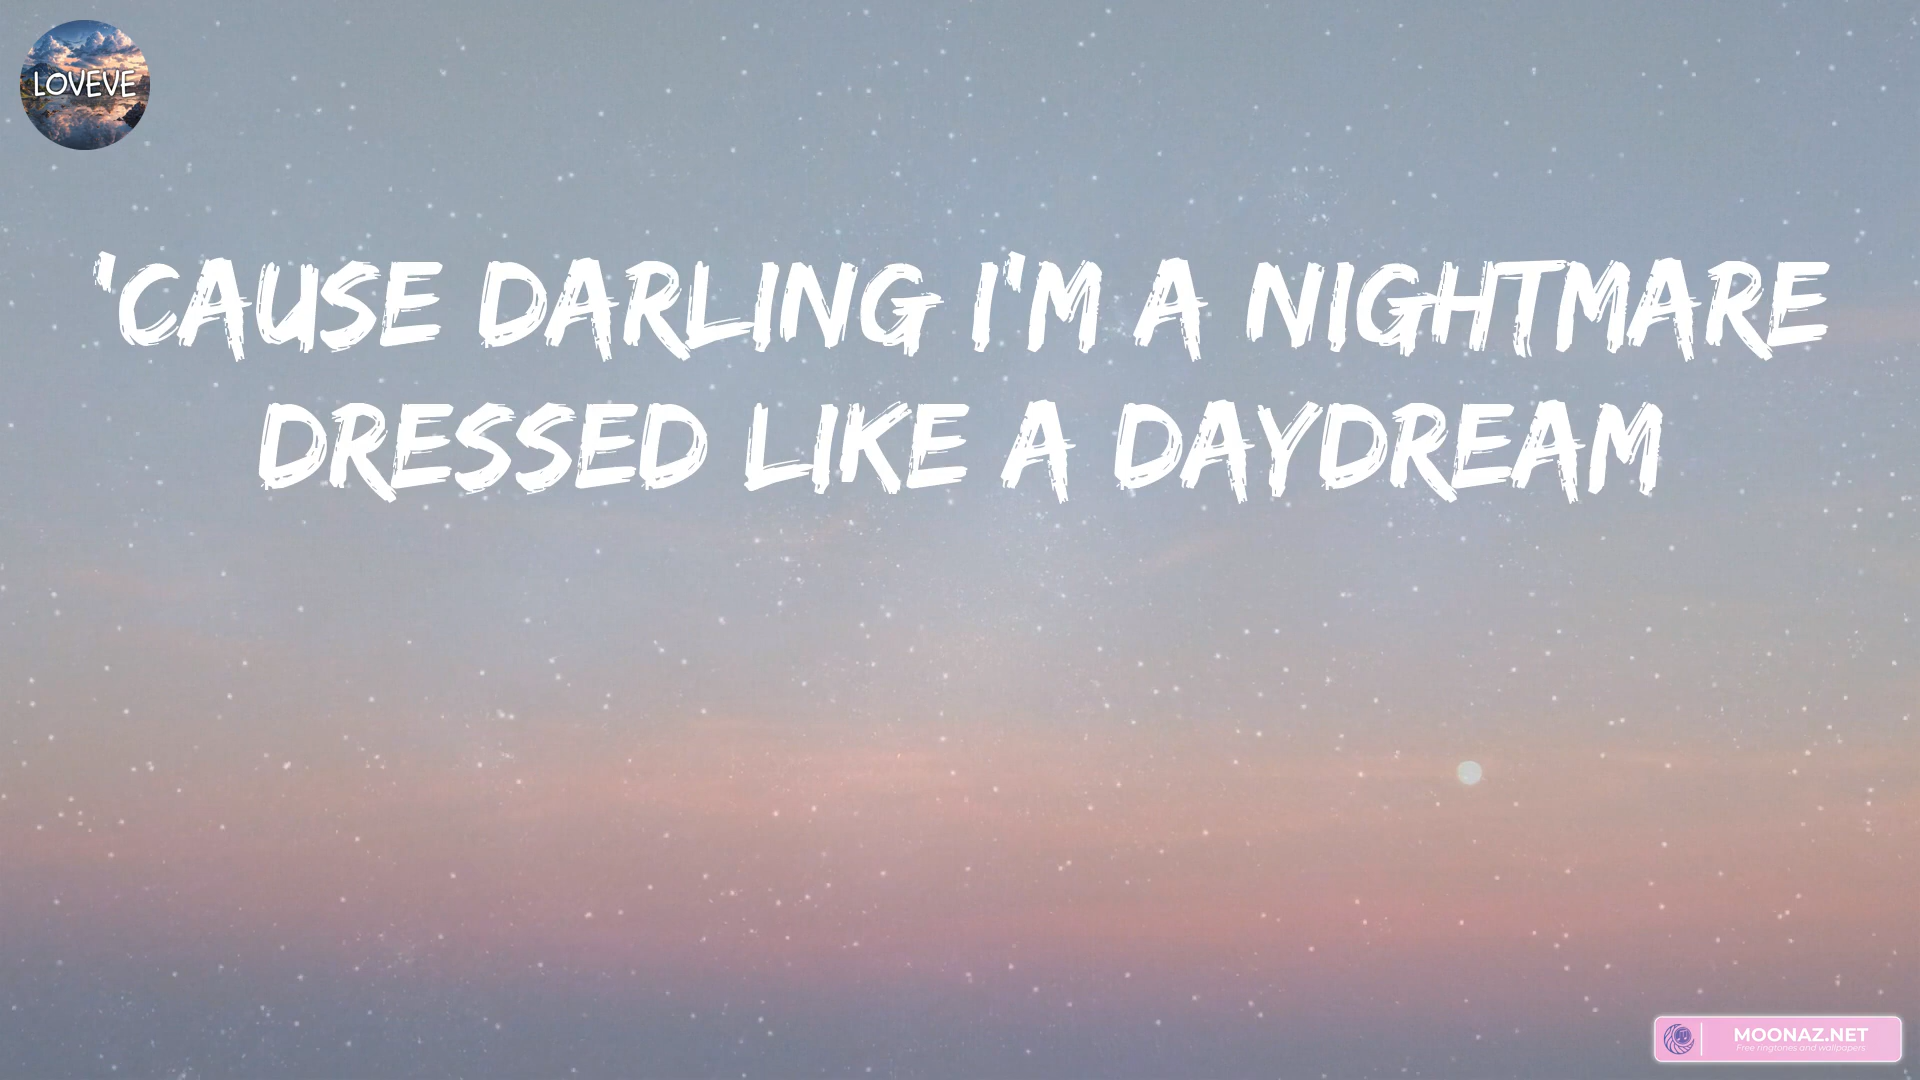 LOVEVE
'CAUSE DARLING I'M A NIGHTMARE
DRESSED LIKE A DAYDREAM
MOONAZ.NET
Free ringtones and wallpapers